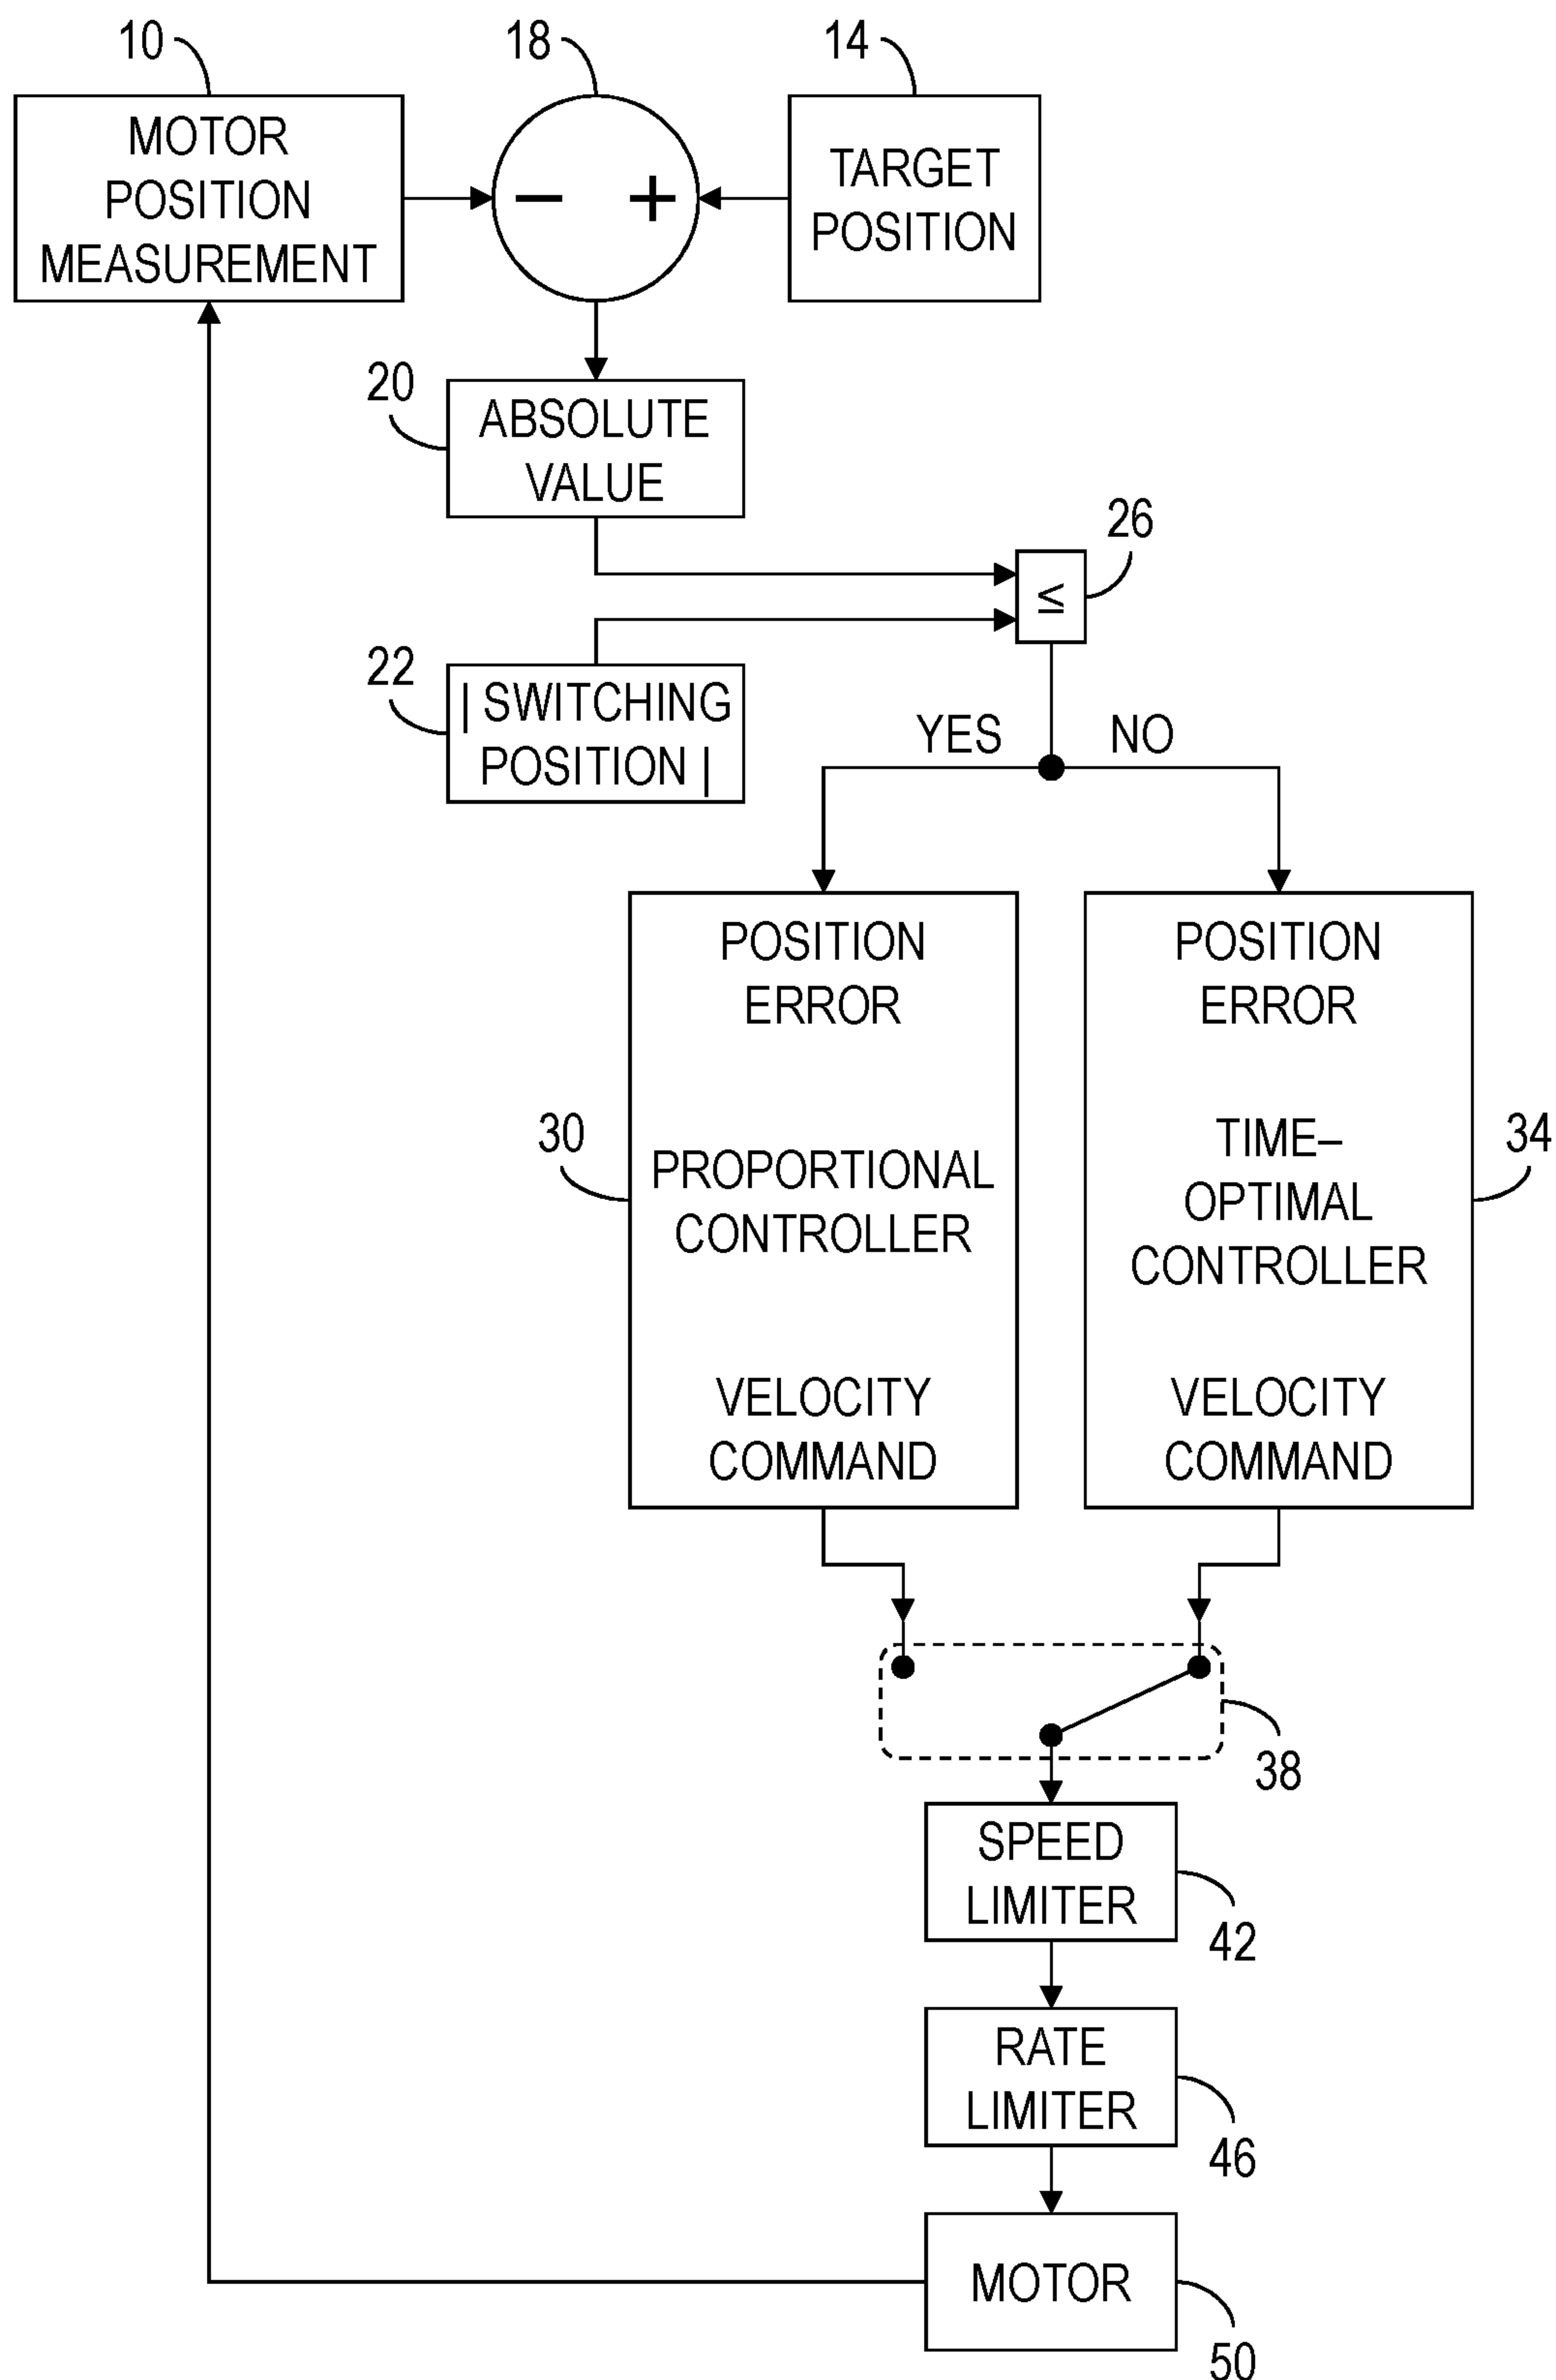 10
18
14
MOTOR
POSITION
MEASUREMENT
− +
TARGET
POSITION
20
ABSOLUTE
VALUE
26
≤
22
| SWITCHING
POSITION |
YES
NO
POSITION
ERROR
PROPORTIONAL
CONTROLLER
VELOCITY
COMMAND
30
POSITION
ERROR
TIME–
OPTIMAL
CONTROLLER
VELOCITY
COMMAND
34
38
SPEED
LIMITER
42
RATE
LIMITER
46
MOTOR
50